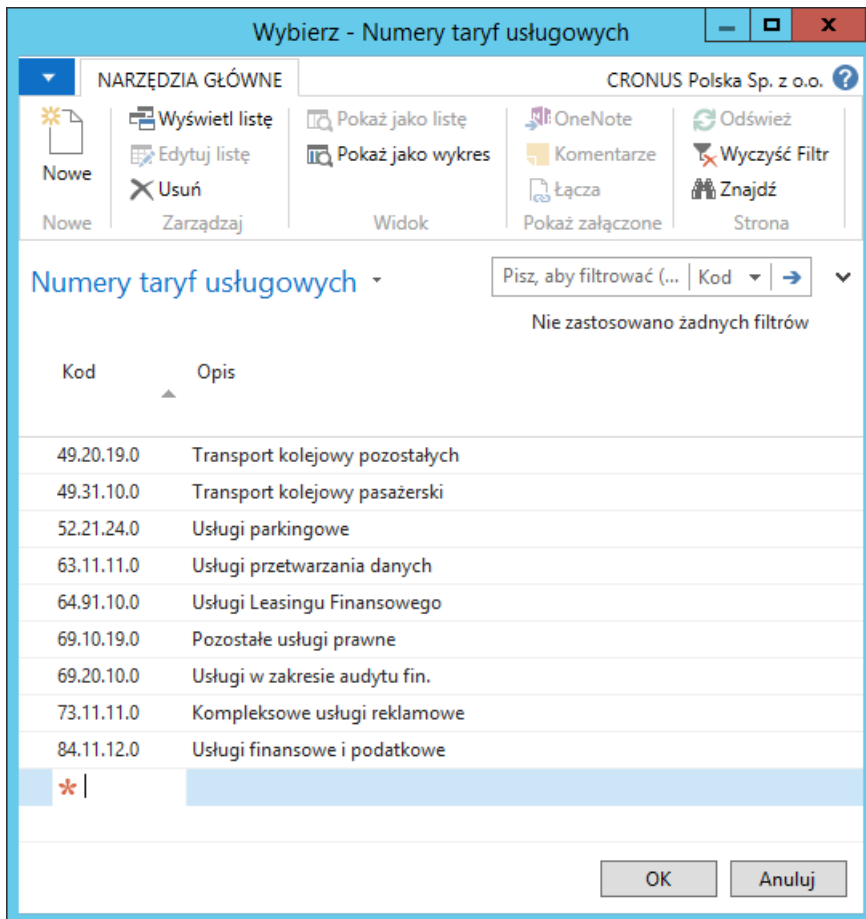 Wybierz - Numery taryf usługowych
NARZĘDZIA GŁÓWNE CRONUS Polska Sp. z o.o. ?
Nowe
Wyświetl listę
Edytuj listę
Usuń
Pokaż jako listę
Pokaż jako wykres
OneNote
Komentarze
Łącza
Odśwież
Wyczyść Filtr
Znajdź
Nowe Zarządzaj Widok Pokaż załączone Strona
Numery taryf usługowych
Pisz, aby filtrować (... Kod
Nie zastosowano żadnych filtrów
Kod Opis
49.20.19.0 Transport kolejowy pozostałych
49.31.10.0 Transport kolejowy pasażerski
52.21.24.0 Usługi parkingowe
63.11.11.0 Usługi przetwarzania danych
64.91.10.0 Usługi Leasingu Finansowego
69.10.19.0 Pozostałe usługi prawne
69.20.10.0 Usługi w zakresie audytu fin.
73.11.11.0 Kompleksowe usługi reklamowe
84.11.12.0 Usługi finansowe i podatkowe
OK Anuluj